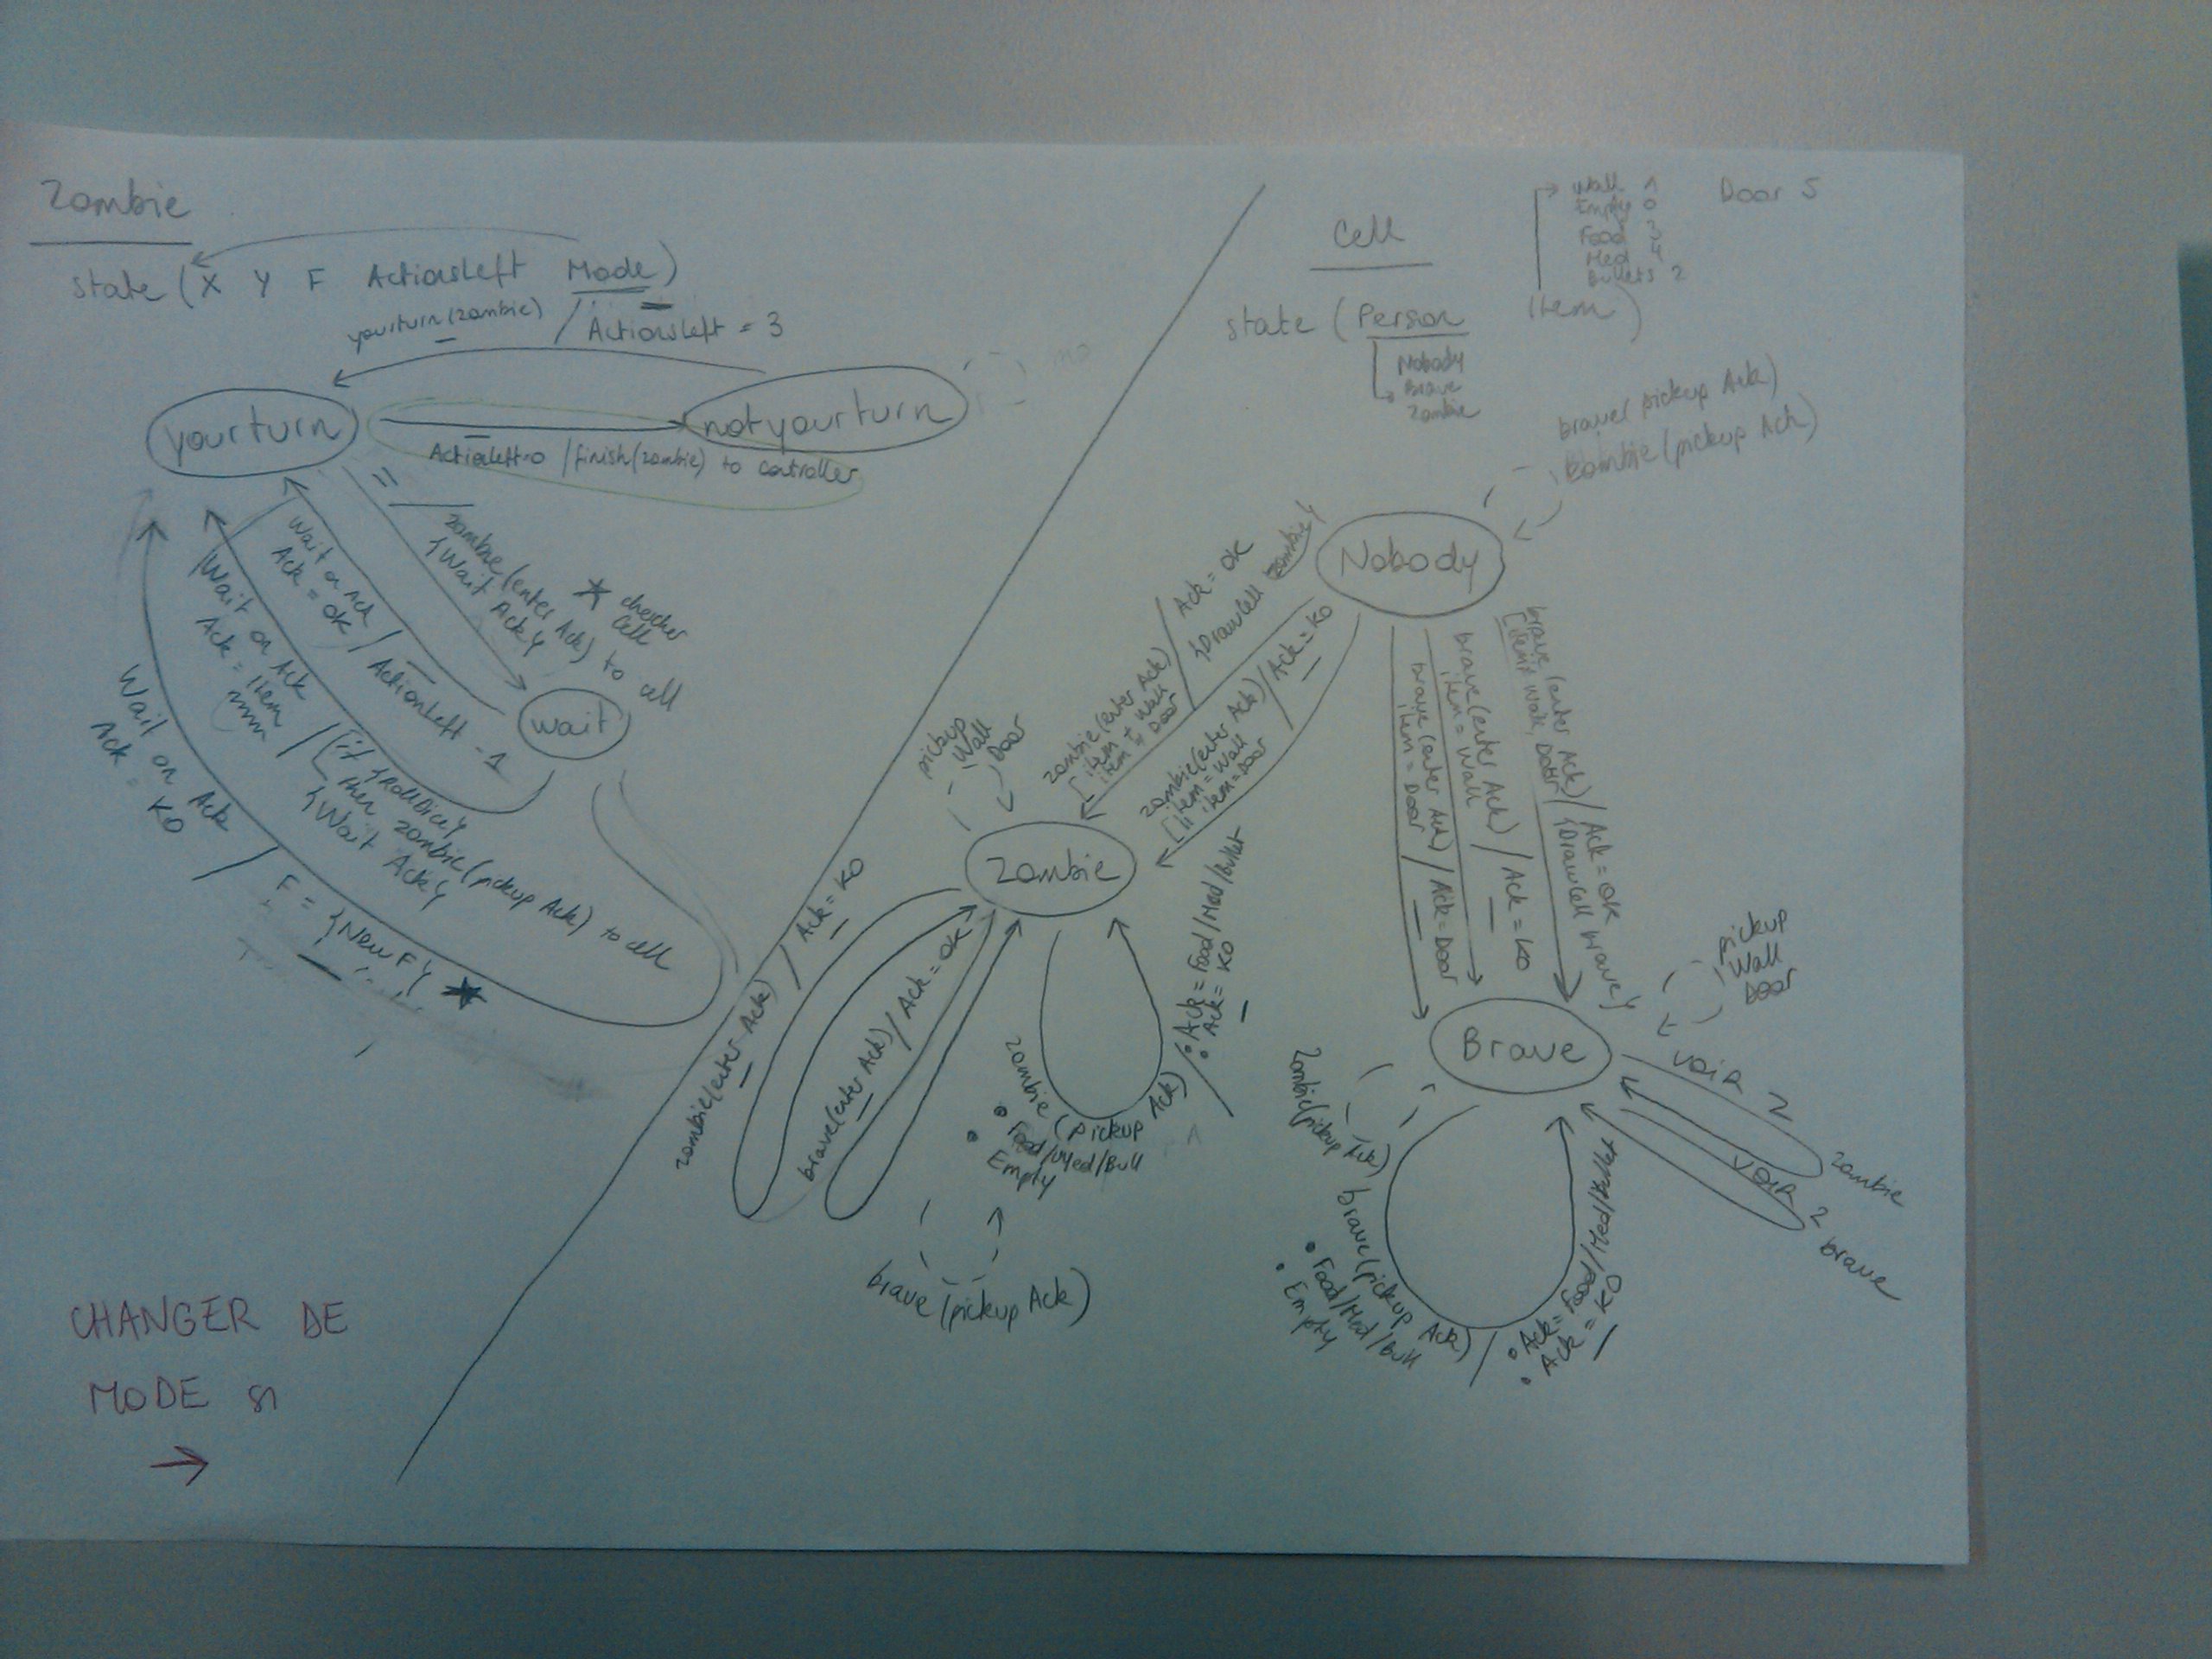 Zombie
state (X Y F ActionsLeft Mode)
yourturn(zombie) / ActionsLeft = 3
yourturn
notyourturn
ActionLeft=0 / finish(zombie) to controller
= /
zombie(enter Ack) to cell
{Wait Ack}
* chercher
cell
Wait on Ack
Ack = OK / ActionLeft - 1
wait
Wait on Ack
Ack = item / [if {RollDice}
then zombie(pickup Ack) to cell
{Wait Ack}
Wait on Ack
Ack = KO / F = {NewF} *
CHANGER DE
MODE si
→
Cell
state (Person Item)
Nobody
Brave
Zombie
Wall 1
Empty 0
Food 3
Med 4
Bullets 2
Door 5
brave(pickup Ack)
zombie(pickup Ack)
Nobody
zombie(enter Ack) / Ack = OK
[item ≠ Wall
item ≠ Door
{DrawCell zombie}
zombie(enter Ack) / Ack = KO
[item = Wall
item = Door
brave(enter Ack) / Ack = Door
item = Door
brave(enter Ack) / Ack = KO
item = Wall
brave(enter Ack) / Ack = OK
[item ≠ Wall, Door] {DrawCell brave}
pickup
Wall
Door
Zombie
zombie(enter Ack) / Ack = KO
brave(enter Ack) / Ack = OK
zombie(pickup Ack) / • Ack = Food/Med/Bullet
• Food/Med/Bull
• Empty
• Ack = KO
brave(pickup Ack)
pickup
Wall
Door
Brave
VOIR 2
zombie
VOIR 2
brave
Zombie(pickup Ack)
brave(pickup Ack) / • Ack = Food/Med/Bullet
• Food/Med/Bull
• Empty
• Ack = KO